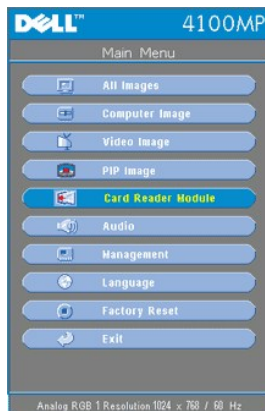 DELL™ 4100MP
Main Menu
All Images
Computer Image
Video Image
PIP Image
Card Reader Module
Audio
Management
Language
Factory Reset
Exit
Analog RGB 1 Resolution 1024 x 768 / 60 Hz